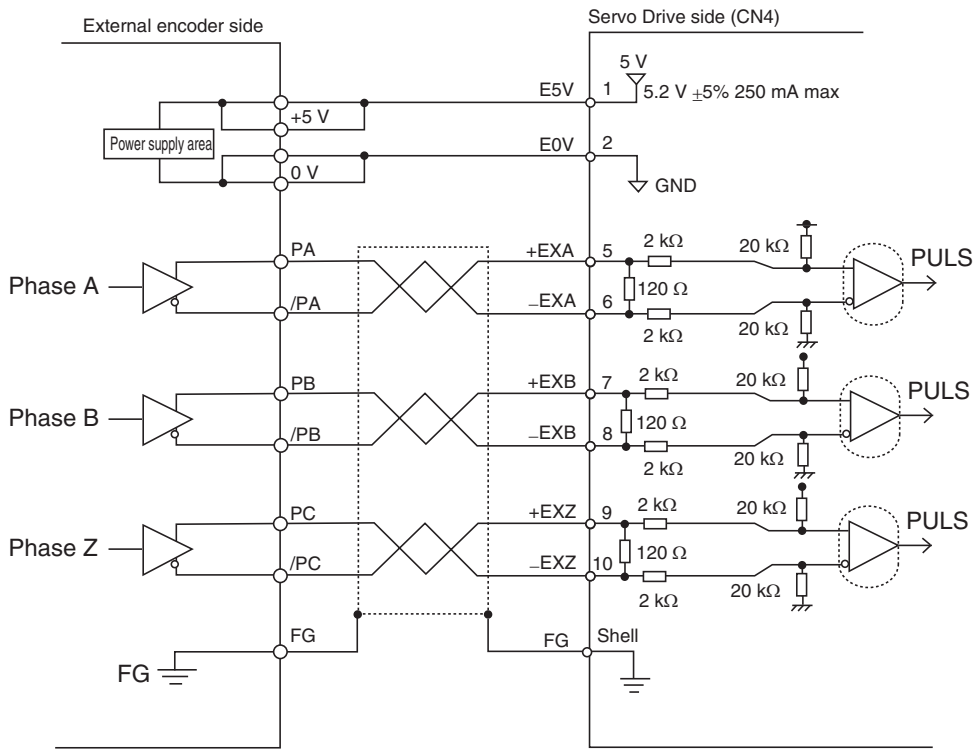 External encoder side
Servo Drive side (CN4)
5 V
E5V
1
5.2 V ±5% 250 mA max
+5 V
Power supply area
E0V
2
0 V
GND
Phase A
PA
/PA
+EXA
5
–EXA
6
2 kΩ
120 Ω
2 kΩ
20 kΩ
20 kΩ
PULS
Phase B
PB
/PB
+EXB
7
–EXB
8
2 kΩ
120 Ω
2 kΩ
20 kΩ
20 kΩ
PULS
Phase Z
PC
/PC
+EXZ
9
–EXZ
10
2 kΩ
120 Ω
2 kΩ
20 kΩ
20 kΩ
PULS
FG
FG
FG
Shell